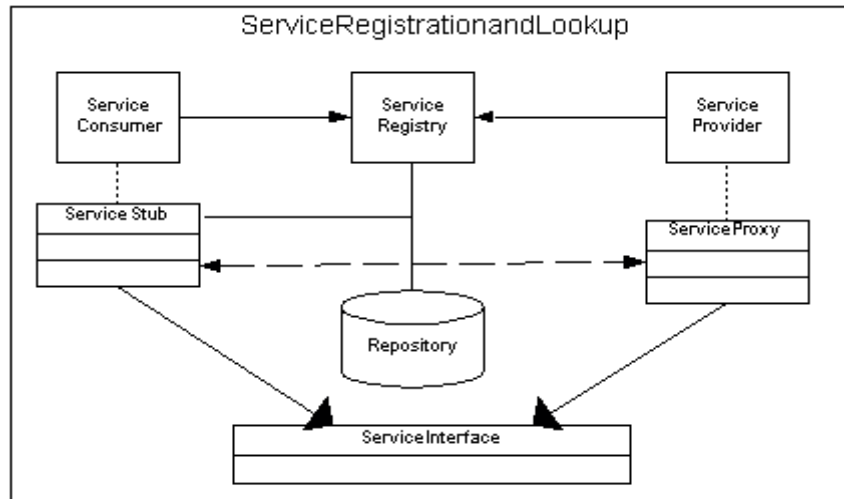 ServiceRegistrationandLookup
Service
Consumer
Service
Registry
Service
Provider
Service Stub
ServiceProxy
Repository
ServiceInterface